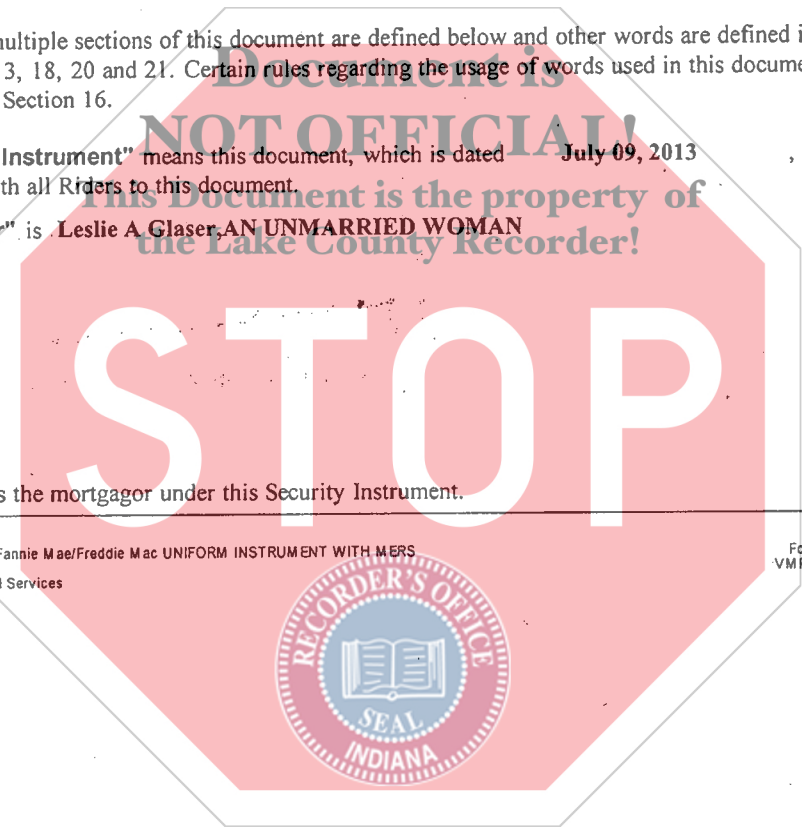 multiple sections of this document are defined below and other words are defined i
3, 18, 20 and 21. Certain rules regarding the usage of words used in this docume
Section 16.
Document is
NOT OFFICIAL!
This Document is the property of
the Lake County Recorder!
Instrument" means this document, which is dated July 09, 2013 ,
th all Riders to this document.
r" is Leslie A Glaser,AN UNMARRIED WOMAN
STOP
s the mortgagor under this Security Instrument.
Fannie Mae/Freddie Mac UNIFORM INSTRUMENT WITH MERS
Fo
VMP
l Services
RECORDER'S OFFICE
SEAL
INDIANA